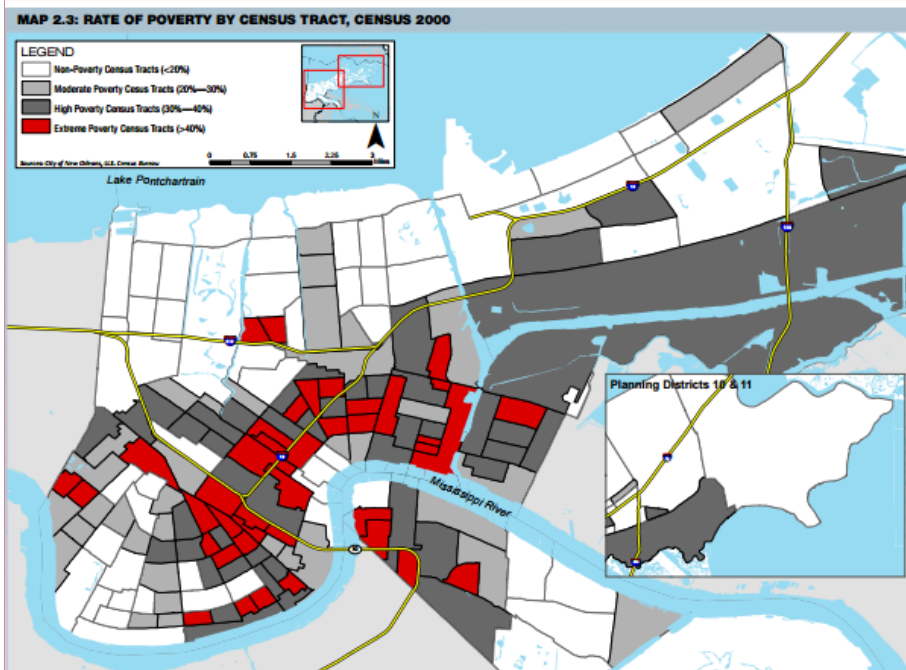 MAP 2.3: RATE OF POVERTY BY CENSUS TRACT, CENSUS 2000
LEGEND
Non-Poverty Census Tracts (<20%)
Moderate Poverty Cesus Tracts (20%—30%)
High Poverty Census Tracts (30%—40%)
Extreme Poverty Census Tracts (>40%)
N
0 0.75 1.5 2.25 3
Miles
Sources: City of New Orleans, U.S. Census Bureau
Lake Pontchartrain
10
610
10
Planning Districts 10 & 11
Mississippi River